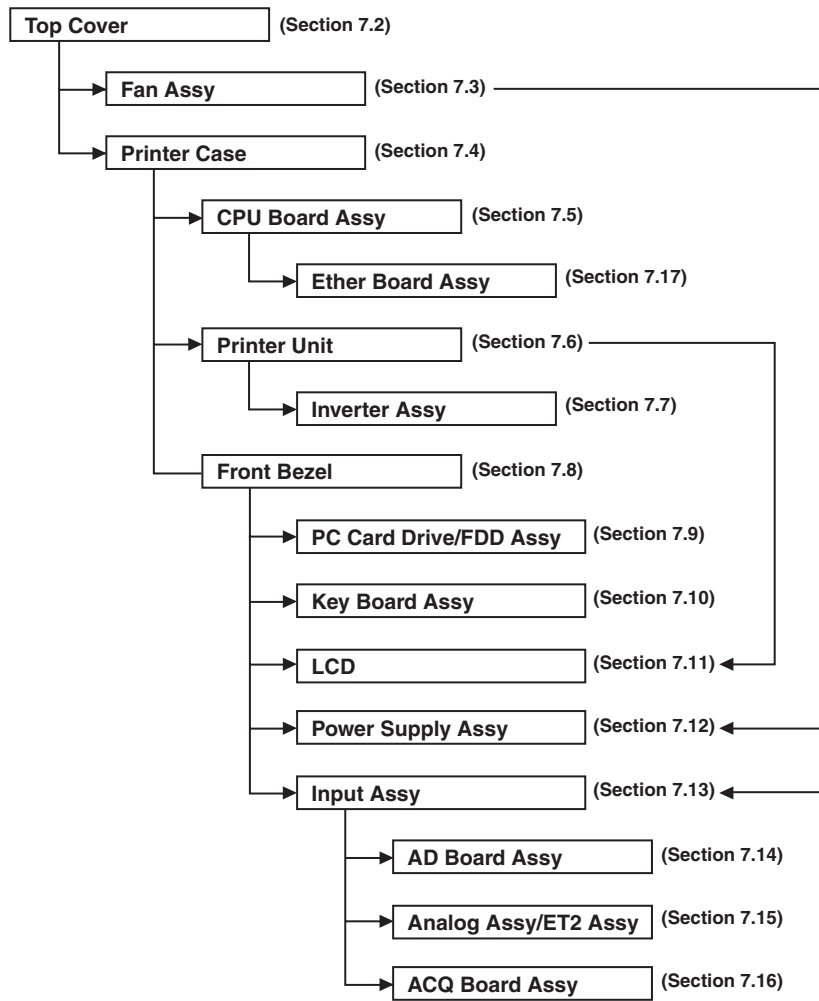 Top Cover (Section 7.2)
Fan Assy (Section 7.3)
Printer Case (Section 7.4)
CPU Board Assy (Section 7.5)
Ether Board Assy (Section 7.17)
Printer Unit (Section 7.6)
Inverter Assy (Section 7.7)
Front Bezel (Section 7.8)
PC Card Drive/FDD Assy (Section 7.9)
Key Board Assy (Section 7.10)
LCD (Section 7.11)
Power Supply Assy (Section 7.12)
Input Assy (Section 7.13)
AD Board Assy (Section 7.14)
Analog Assy/ET2 Assy (Section 7.15)
ACQ Board Assy (Section 7.16)